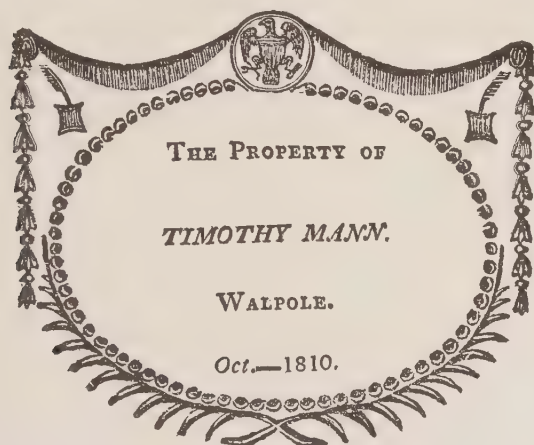 THE PROPERTY OF
TIMOTHY MANN.
WALPOLE.
Oct.—1810.